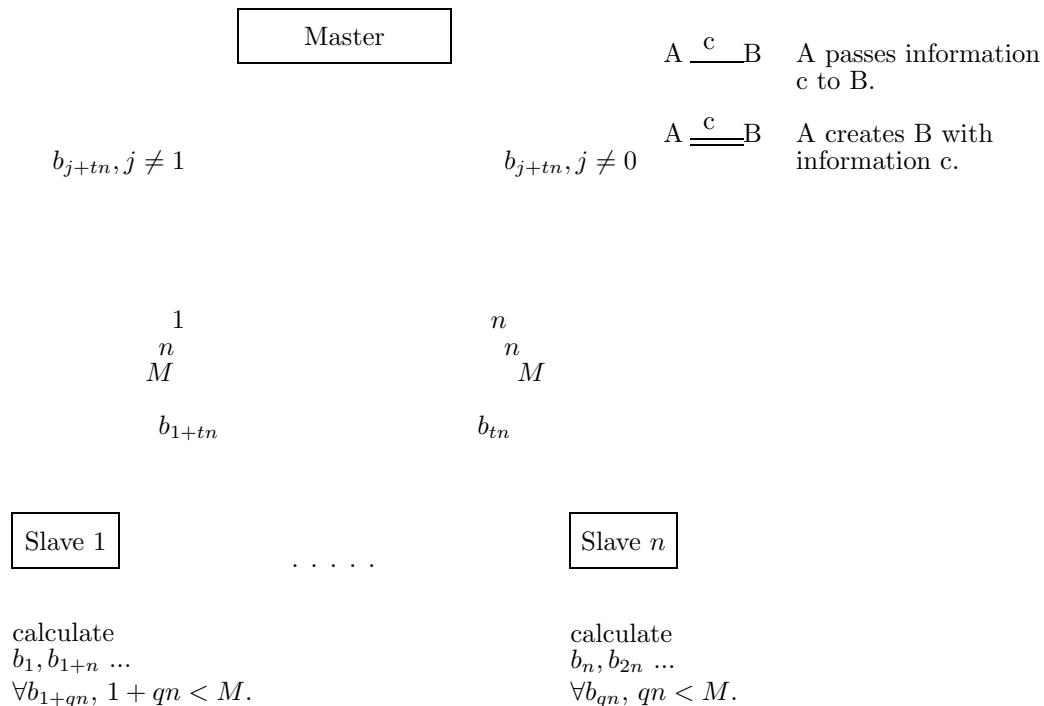 Master
c
A B A passes information
c to B.
c
A B A creates B with
information c.
b_{j+tn}, j ≠ 1 b_{j+tn}, j ≠ 0
1 n
n n
M M
b_{1+tn} b_{tn}
Slave 1 . . . . . Slave n
calculate calculate
b_1, b_{1+n} ... b_n, b_{2n} ...
∀b_{1+qn}, 1 + qn < M. ∀b_{qn}, qn < M.